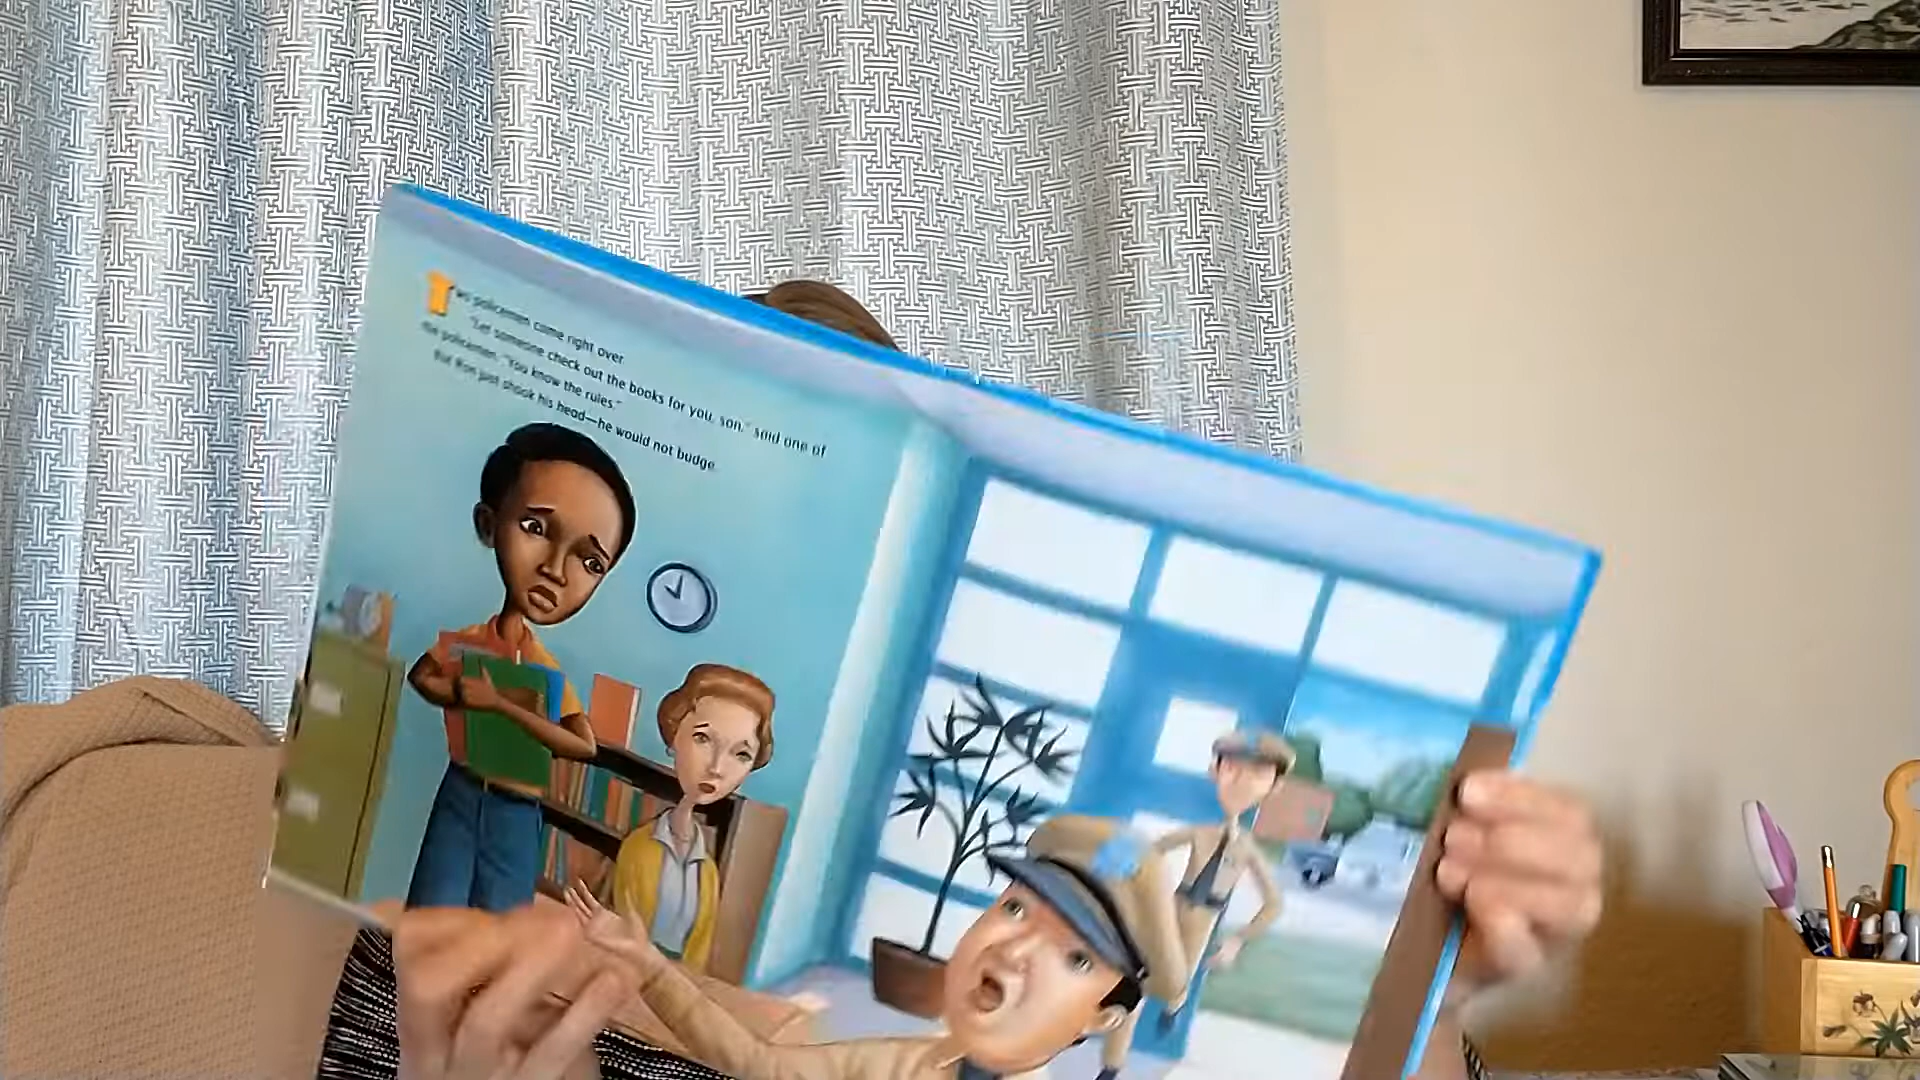 Two policemen came right over.
"Let someone check out the books for you, son," said one of
the policemen. "You know the rules."
But Ron just shook his head—he would not budge.